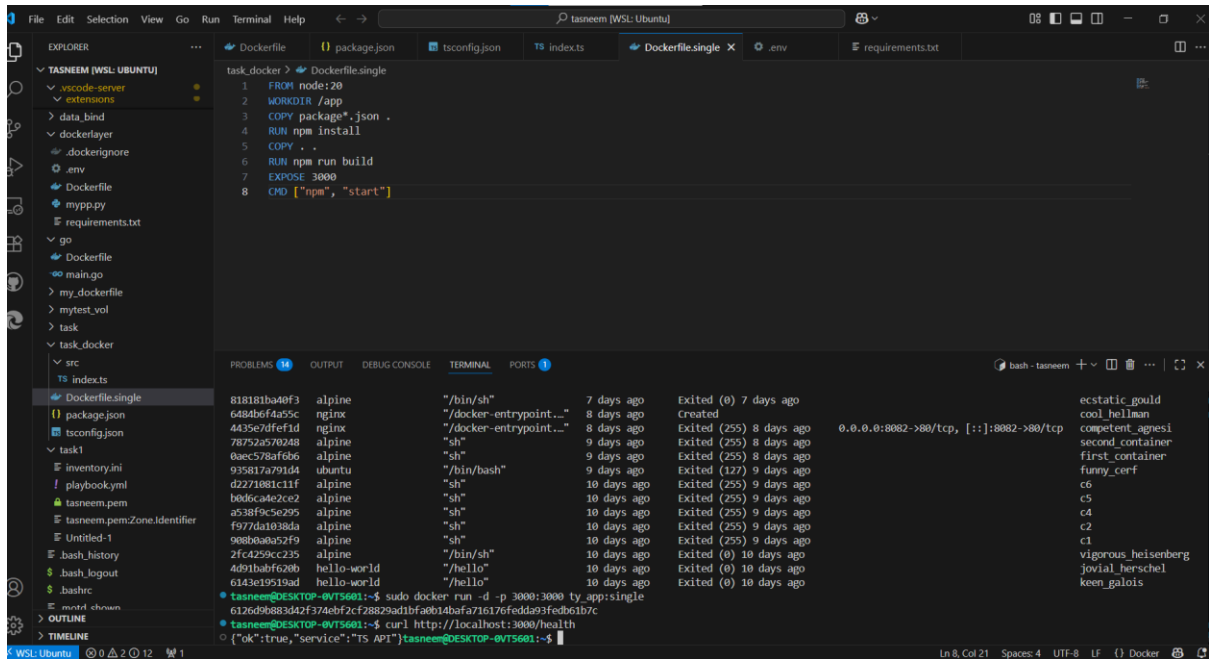 File Edit Selection View Go Run Terminal Help
tasneem [WSL: Ubuntu]
EXPLORER
TASNEEM [WSL: UBUNTU]
.vscode-server
extensions
data_bind
dockerlayer
.dockerignore
.env
Dockerfile
mypp.py
requirements.txt
go
Dockerfile
main.go
my_dockerfile
mytest_vol
task
task_docker
src
index.ts
Dockerfile.single
package.json
tsconfig.json
task1
inventory.ini
playbook.yml
tasneem.pem
tasneem.pem:Zone.Identifier
Untitled-1
.bash_history
.bash_logout
.bashrc
.motd_shown
OUTLINE
TIMELINE
Dockerfile package.json tsconfig.json TS index.ts Dockerfile.single .env requirements.txt
task_docker > Dockerfile.single
1 FROM node:20
2 WORKDIR /app
3 COPY package*.json .
4 RUN npm install
5 COPY . .
6 RUN npm run build
7 EXPOSE 3000
8 CMD ["npm", "start"]
PROBLEMS 14 OUTPUT DEBUG CONSOLE TERMINAL PORTS 1 bash - tasneem
818181ba40f3 alpine "/bin/sh" 7 days ago Exited (0) 7 days ago ecstatic_gould
6484b6f4a55c nginx "/docker-entrypoint.…" 8 days ago Created cool_hellman
4435e7dfef1d nginx "/docker-entrypoint.…" 8 days ago Exited (255) 8 days ago 0.0.0.0:8082->80/tcp, [::]:8082->80/tcp competent_agnesi
78752a570248 alpine "sh" 9 days ago Exited (255) 8 days ago second_container
0aec578af6b6 alpine "sh" 9 days ago Exited (255) 8 days ago first_container
935817a791d4 ubuntu "/bin/bash" 9 days ago Exited (127) 9 days ago funny_cerf
d2271081c11f alpine "sh" 10 days ago Exited (255) 9 days ago c6
b0d6ca4e2ce2 alpine "sh" 10 days ago Exited (255) 9 days ago c5
a538f9c5e295 alpine "sh" 10 days ago Exited (255) 9 days ago c4
f977da1038da alpine "sh" 10 days ago Exited (255) 9 days ago c2
908b0a0a52f9 alpine "sh" 10 days ago Exited (255) 9 days ago c1
2fc4259cc235 alpine "/bin/sh" 10 days ago Exited (0) 10 days ago vigorous_heisenberg
4d91babf620b hello-world "/hello" 10 days ago Exited (0) 10 days ago jovial_herschel
6143e19519ad hello-world "/hello" 10 days ago Exited (0) 10 days ago keen_galois
tasneem@DESKTOP-0VT5601:~$ sudo docker run -d -p 3000:3000 ty_app:single
6126d9b883d42f374ebf2cf28829ad1bfa0b14bafa716176fedda93fedb61b7c
tasneem@DESKTOP-0VT5601:~$ curl http://localhost:3000/health
{"ok":true,"service":"TS API"}tasneem@DESKTOP-0VT5601:~$
WSL: Ubuntu 0 2 12 1 Ln 8, Col 21 Spaces: 4 UTF-8 LF {} Docker